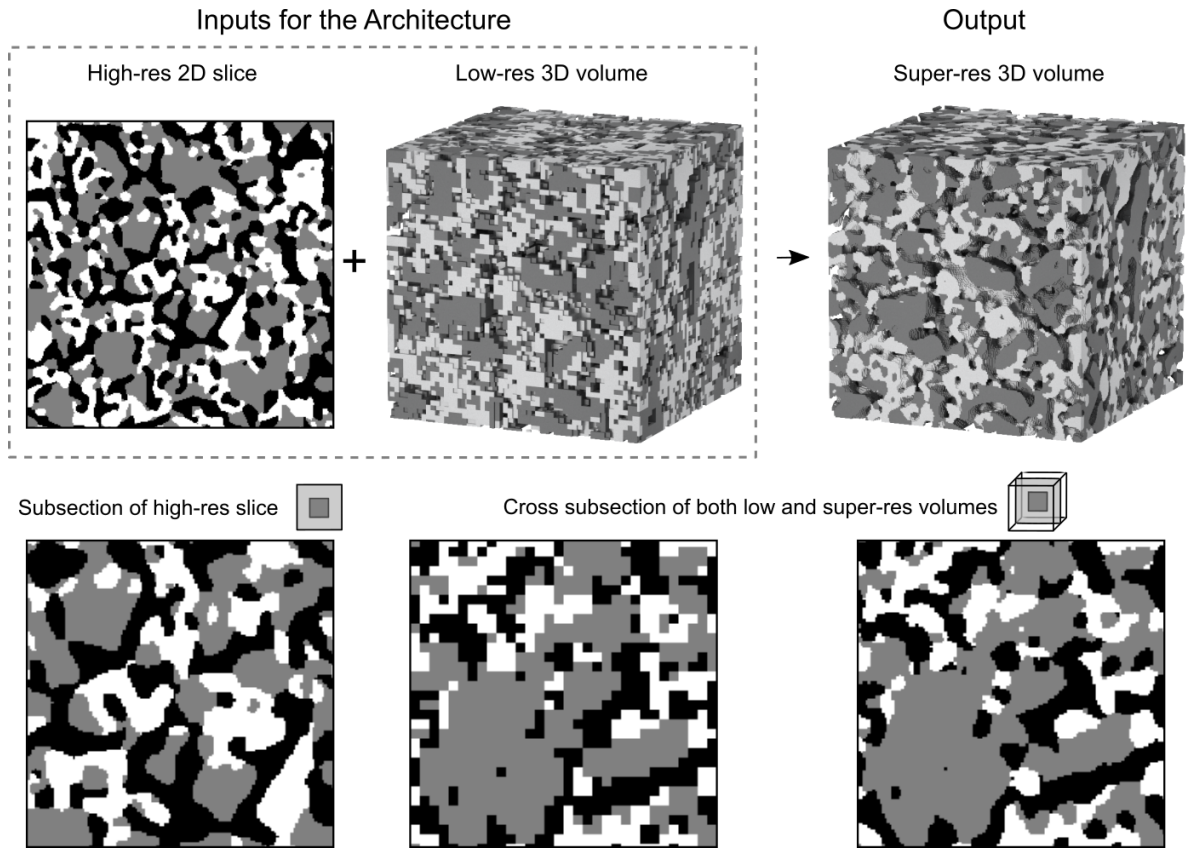 Inputs for the Architecture
Output
High-res 2D slice
Low-res 3D volume
Super-res 3D volume
+
Subsection of high-res slice
Cross subsection of both low and super-res volumes